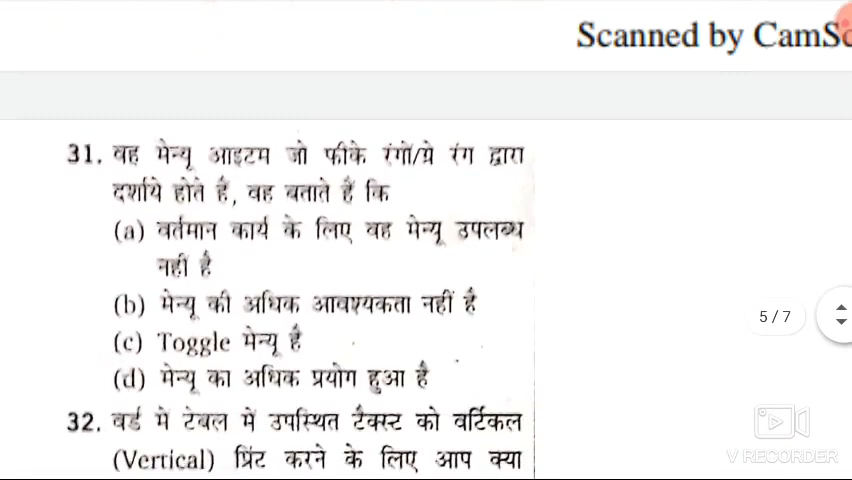 Scanned by CamSc
31. वह मेन्यू आइटम जो फीके रंगों/ग्रे रंग द्वारा
दर्शाये होते है, वह बताते हैं कि
(a) वर्तमान कार्य के लिए वह मेन्यू उपलब्ध
नहीं है
(b) मेन्यू की अधिक आवश्यकता नहीं है
(c) Toggle मेन्यू है
(d) मेन्यू का अधिक प्रयोग हुआ है
5/7
32. वर्ड मे टेबल में उपस्थित टैक्स्ट को वर्टिकल
(Vertical) प्रिंट करने के लिए आप क्या
V RECORDER